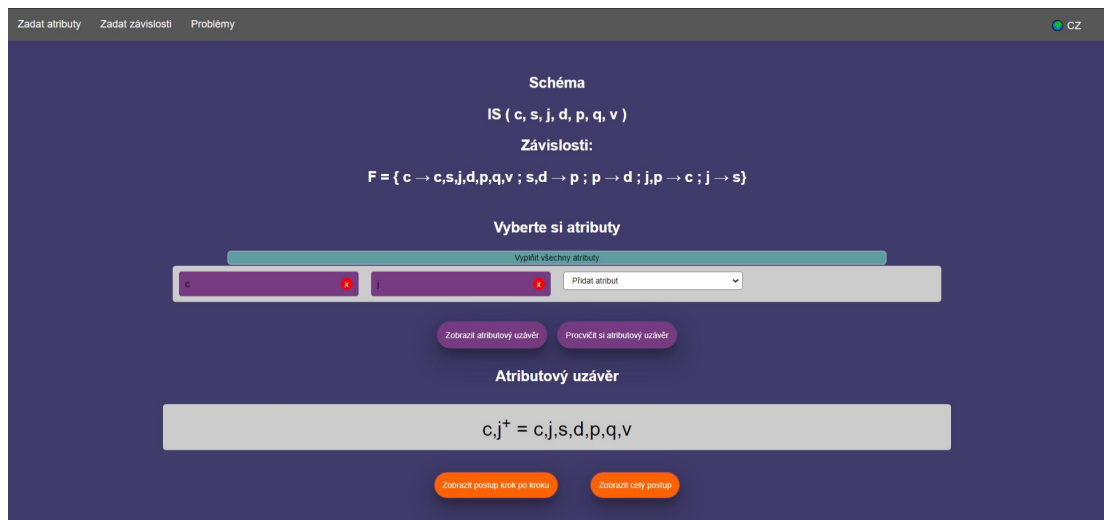 Zadat atributy Zadat závislosti Problémy CZ
Schéma
IS ( c, s, j, d, p, q, v )
Závislosti:
F = { c → c,s,j,d,p,q,v ; s,d → p ; p → d ; j,p → c ; j → s}
Vyberte si atributy
Vyplňit všechny atributy
c x j x Přidat atribut
Zobrazit atributový uzávěr Procvičit si atributový uzávěr
Atributový uzávěr
c,j⁺ = c,j,s,d,p,q,v
Zobrazit postup krok po kroku Zobrazit celý postup